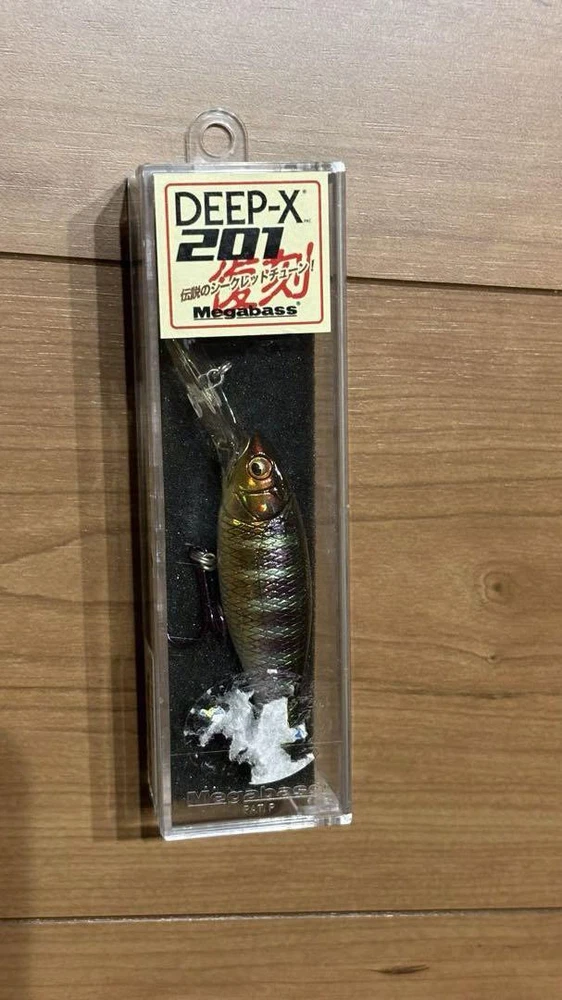 DEEP-X®
201
復刻
伝説のシークレットチューン!
Megabass®
Megabass
PAT.P